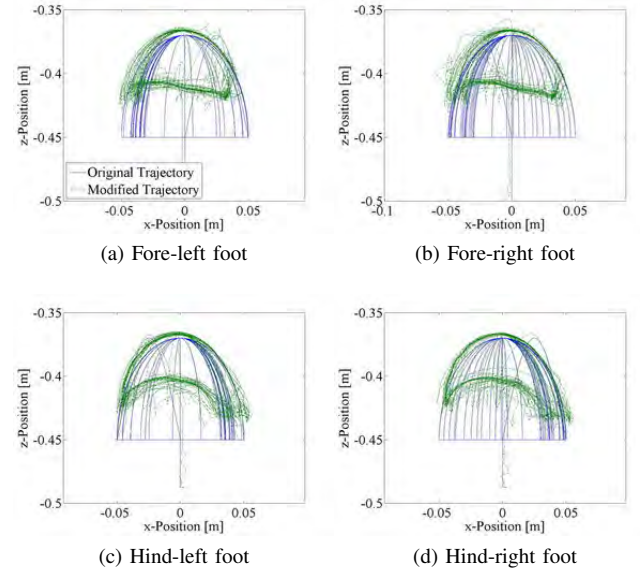 -0.35
-0.4
-0.45
-0.5
z-Position [m]
Original Trajectory
Modified Trajectory
-0.05
0
0.05
x-Position [m]
(a) Fore-left foot
-0.35
-0.4
-0.45
-0.5
z-Position [m]
-0.1
-0.05
0
0.05
x-Position [m]
(b) Fore-right foot
-0.35
-0.4
-0.45
-0.5
z-Position [m]
-0.05
0
0.05
x-Position [m]
(c) Hind-left foot
-0.35
-0.4
-0.45
-0.5
z-Position [m]
-0.05
0
0.05
x-Position [m]
(d) Hind-right foot